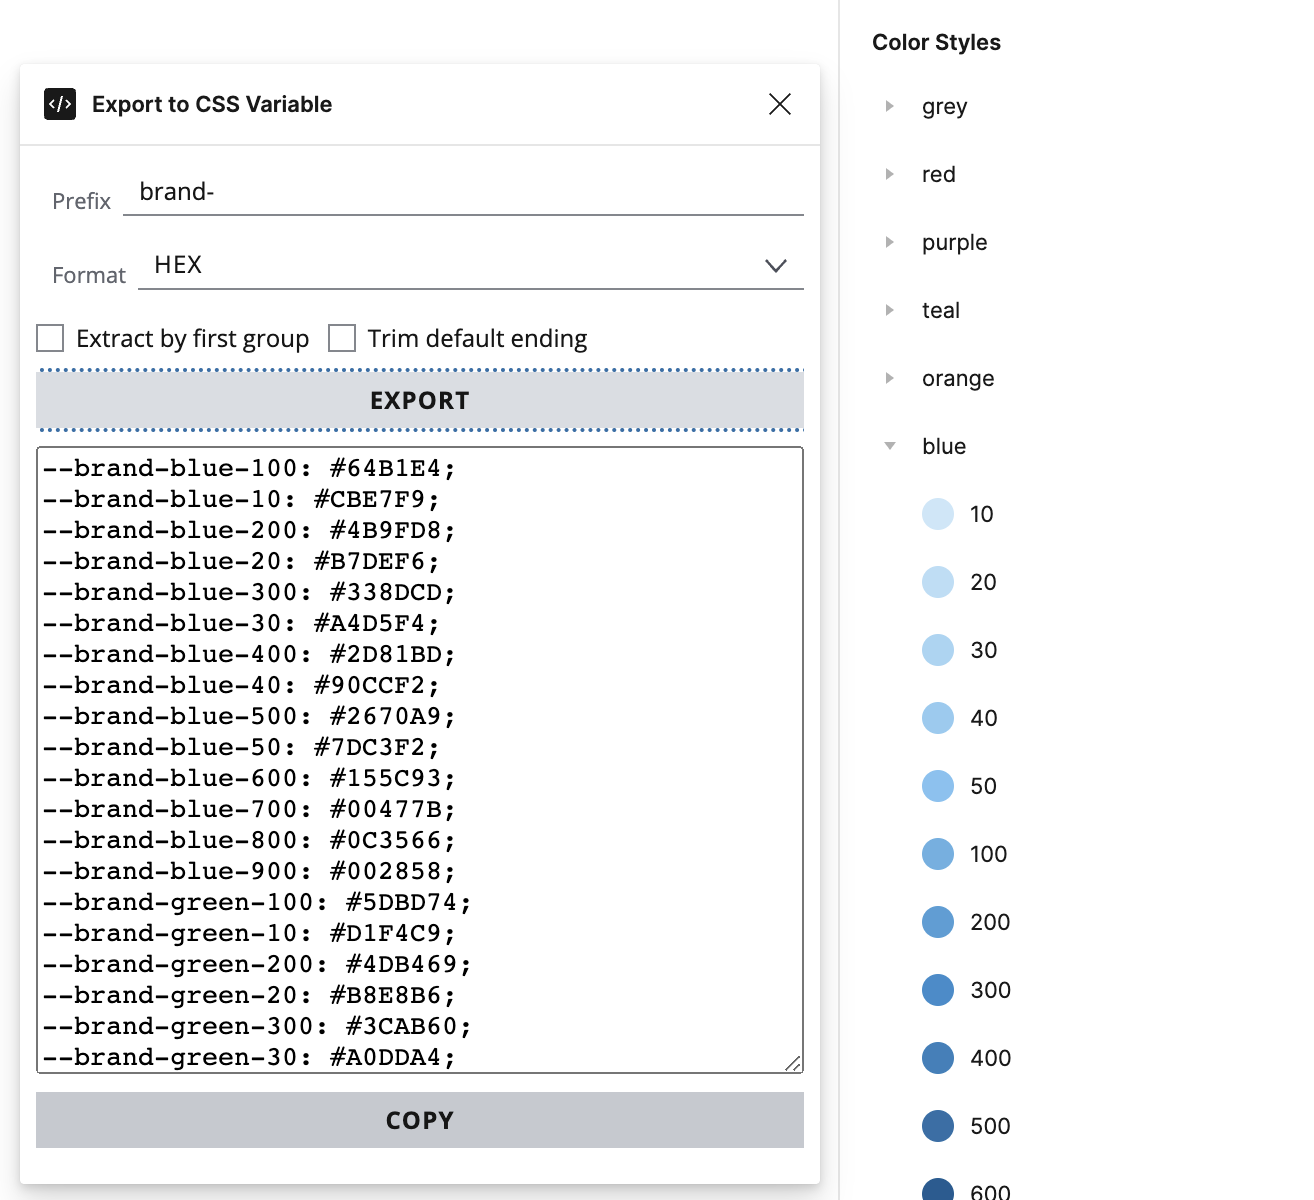 Export to CSS Variable
Prefix brand-
Format HEX
Extract by first group Trim default ending
EXPORT
--brand-blue-100: #64B1E4;
--brand-blue-10: #CBE7F9;
--brand-blue-200: #4B9FD8;
--brand-blue-20: #B7DEF6;
--brand-blue-300: #338DCD;
--brand-blue-30: #A4D5F4;
--brand-blue-400: #2D81BD;
--brand-blue-40: #90CCF2;
--brand-blue-500: #2670A9;
--brand-blue-50: #7DC3F2;
--brand-blue-600: #155C93;
--brand-blue-700: #00477B;
--brand-blue-800: #0C3566;
--brand-blue-900: #002858;
--brand-green-100: #5DBD74;
--brand-green-10: #D1F4C9;
--brand-green-200: #4DB469;
--brand-green-20: #B8E8B6;
--brand-green-300: #3CAB60;
--brand-green-30: #A0DDA4;
COPY
Color Styles
grey
red
purple
teal
orange
blue
10
20
30
40
50
100
200
300
400
500
600